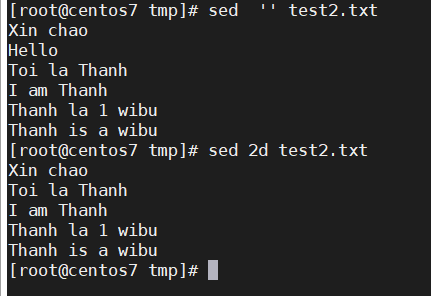 [root@centos7 tmp]# sed  '' test2.txt
Xin chao
Hello
Toi la Thanh
I am Thanh
Thanh la 1 wibu
Thanh is a wibu
[root@centos7 tmp]# sed 2d test2.txt
Xin chao
Toi la Thanh
I am Thanh
Thanh la 1 wibu
Thanh is a wibu
[root@centos7 tmp]#